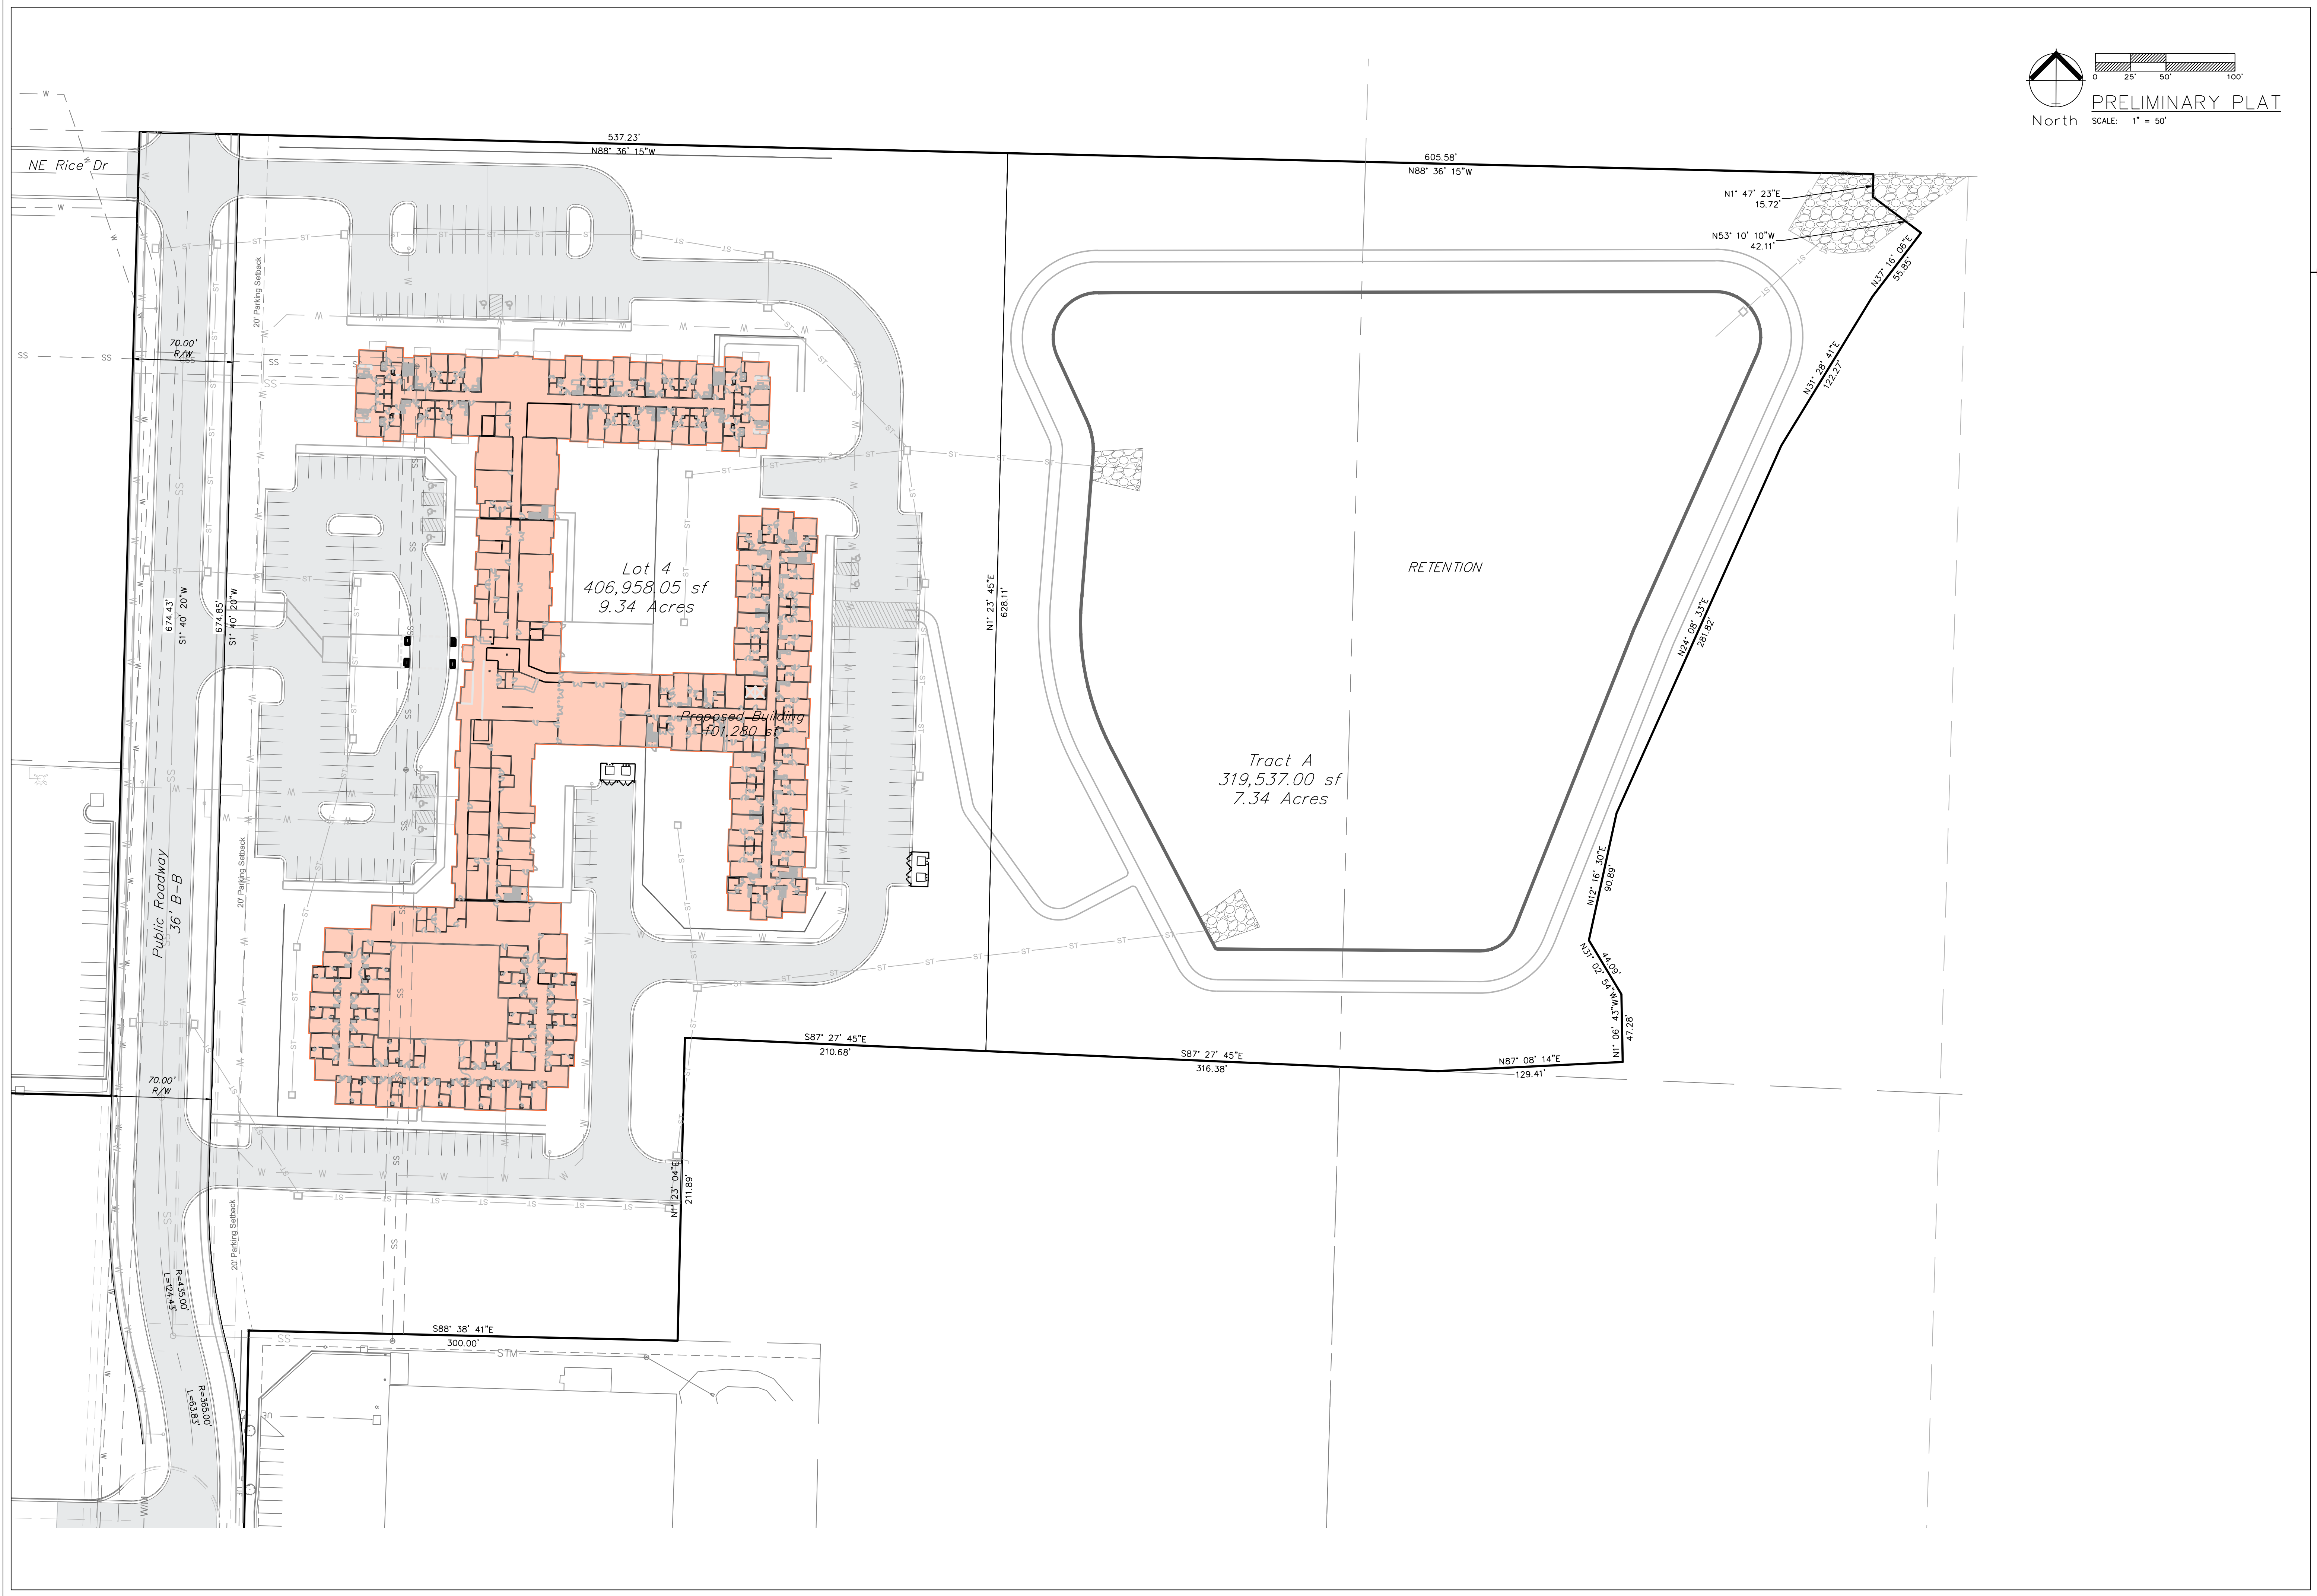 0 25' 50' 100'
PRELIMINARY PLAT
North SCALE: 1" = 50'
W
NE Rice Dr
W
537.23'
N88° 36' 15"W
605.58'
N88° 36' 15"W
N1° 47' 23"E
15.72'
N53° 10' 10"W
42.11'
N37° 16' 06"E
55.85'
N31° 28' 41"E
122.27'
20' Parking Setback
70.00'
R/W
SS SS SS
Lot 4
406,958.05 sf
9.34 Acres
RETENTION
N1° 23' 45"E
628.11'
674.43'
S1° 40' 20"W
674.85'
S1° 40' 20"W
N24° 08' 33"E
281.82'
Proposed Building
101,280 sf
Tract A
319,537.00 sf
7.34 Acres
Public Roadway
36' B-B
20' Parking Setback
N12° 16' 30"E
90.89'
44.09'
N31° 02' 54"W
N1° 06' 43"W
47.28'
S87° 27' 45"E
210.68'
S87° 27' 45"E
316.38'
N87° 08' 14"E
129.41'
70.00'
R/W
N1° 23' 04"E
211.89'
20' Parking Setback
R=435.00'
L=124.43'
S88° 38' 41"E
300.00'
SS
STM
R=365.00'
L=63.83'
UE